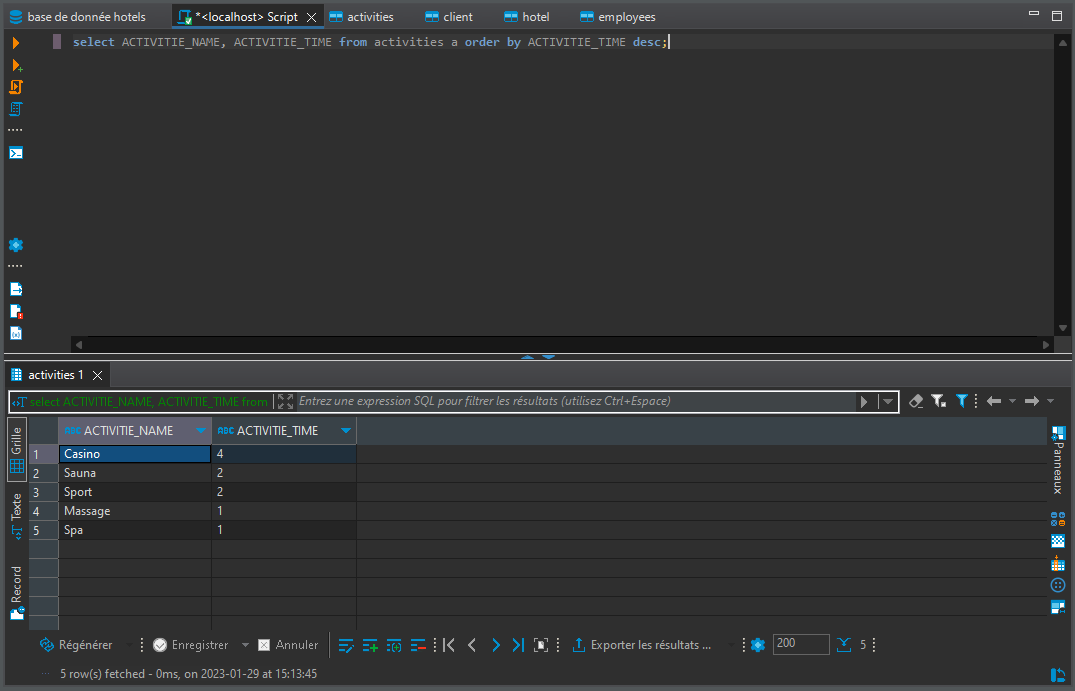 base de donnée hotels *<localhost> Script activities client hotel employees
select ACTIVITIE_NAME, ACTIVITIE_TIME from activities a order by ACTIVITIE_TIME desc;
activities 1
select ACTIVITIE_NAME, ACTIVITIE_TIME from Entrez une expression SQL pour filtrer les résultats (utilisez Ctrl+Espace)
Grille
Texte
Record
ABC ACTIVITIE_NAME ABC ACTIVITIE_TIME
1 Casino 4
2 Sauna 2
3 Sport 2
4 Massage 1
5 Spa 1
Panneaux
Régénérer Enregistrer Annuler Exporter les résultats ... 200 5
5 row(s) fetched - 0ms, on 2023-01-29 at 15:13:45